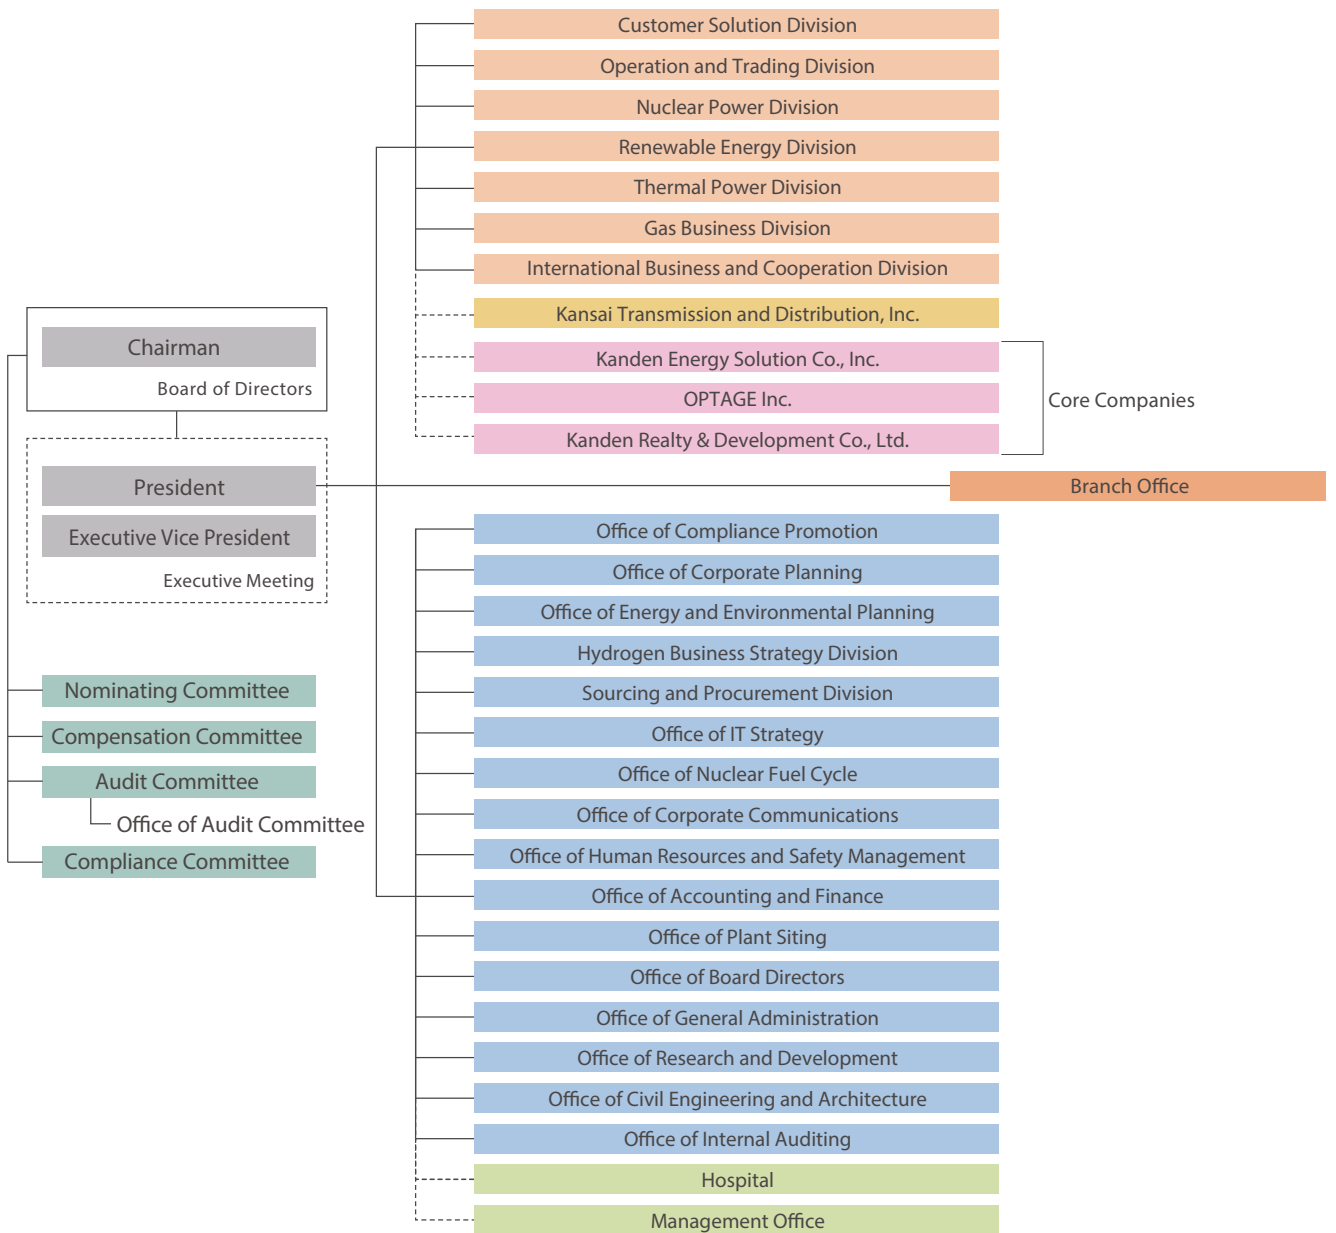 Customer Solution Division
Operation and Trading Division
Nuclear Power Division
Renewable Energy Division
Thermal Power Division
Gas Business Division
International Business and Cooperation Division
Kansai Transmission and Distribution, Inc.
Kanden Energy Solution Co., Inc.
OPTAGE Inc.
Kanden Realty & Development Co., Ltd.
Core Companies
Chairman
Board of Directors
President
Executive Vice President
Executive Meeting
Branch Office
Nominating Committee
Compensation Committee
Audit Committee
Office of Audit Committee
Compliance Committee
Office of Compliance Promotion
Office of Corporate Planning
Office of Energy and Environmental Planning
Hydrogen Business Strategy Division
Sourcing and Procurement Division
Office of IT Strategy
Office of Nuclear Fuel Cycle
Office of Corporate Communications
Office of Human Resources and Safety Management
Office of Accounting and Finance
Office of Plant Siting
Office of Board Directors
Office of General Administration
Office of Research and Development
Office of Civil Engineering and Architecture
Office of Internal Auditing
Hospital
Management Office